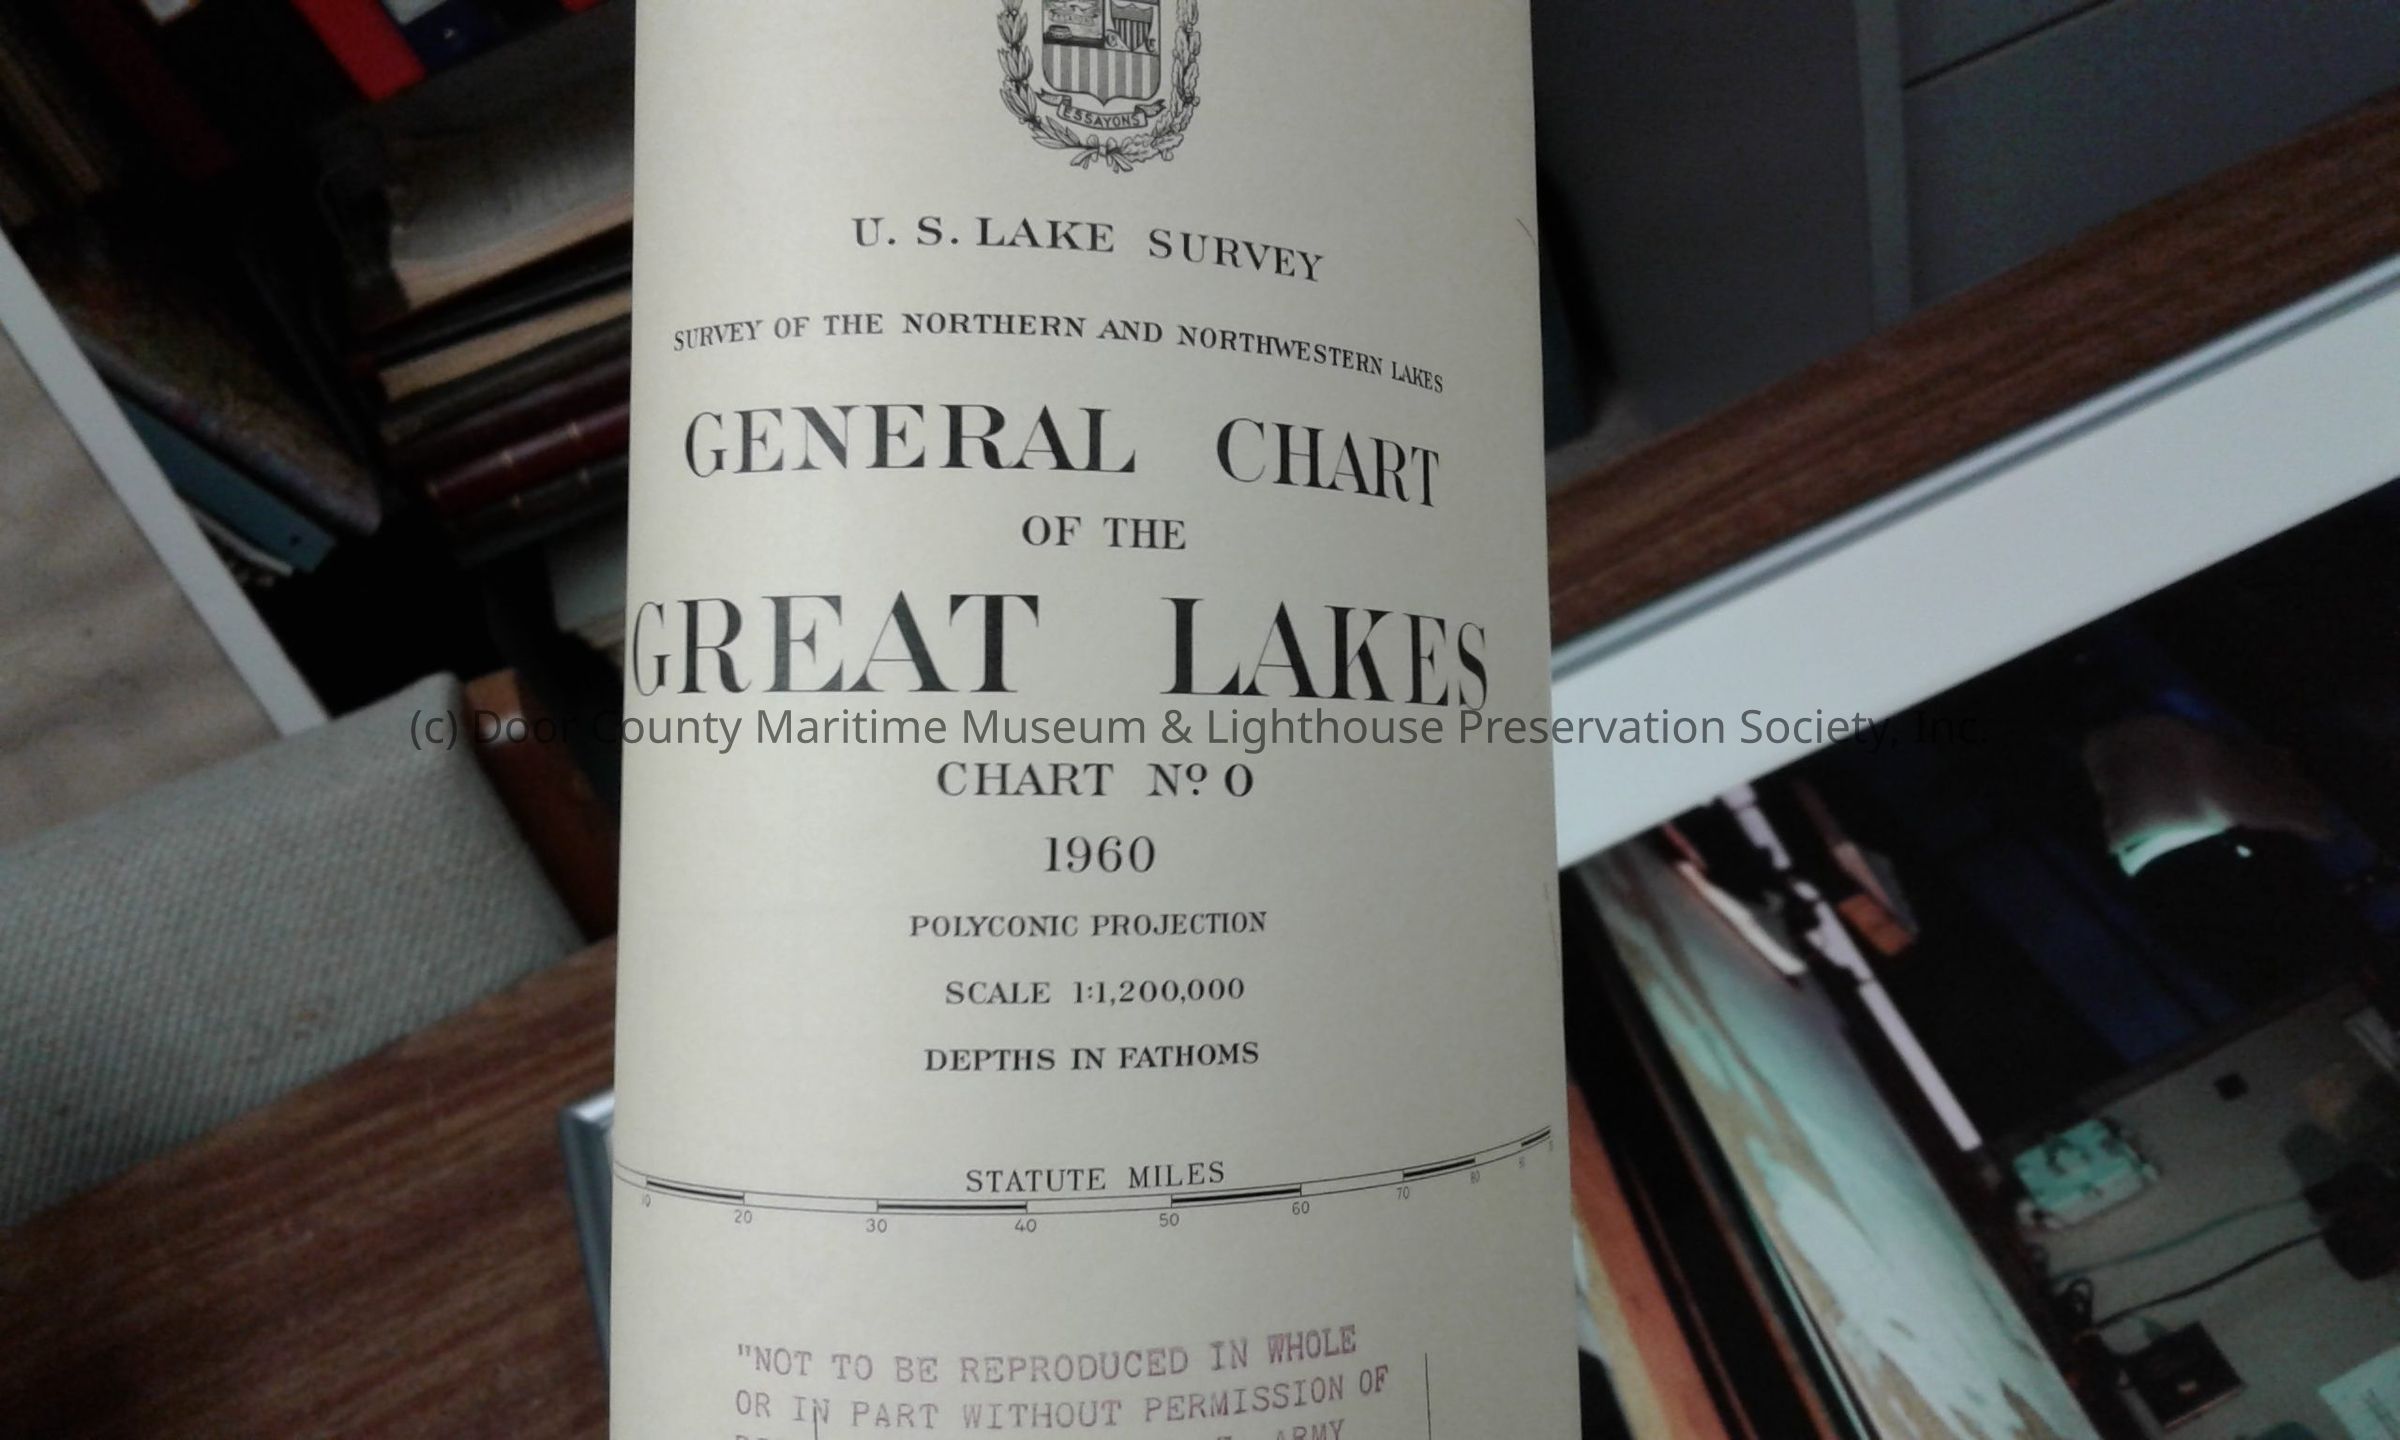 ESSAYONS
U. S. LAKE SURVEY
SURVEY OF THE NORTHERN AND NORTHWESTERN LAKES
GENERAL CHART
OF THE
GREAT LAKES
(c) Door County Maritime Museum & Lighthouse Preservation Society, Inc.
CHART Nº 0
1960
POLYCONIC PROJECTION
SCALE 1:1,200,000
DEPTHS IN FATHOMS
STATUTE MILES
10 20 30 40 50 60 70 80
"NOT TO BE REPRODUCED IN WHOLE
OR IN PART WITHOUT PERMISSION OF
ARMY